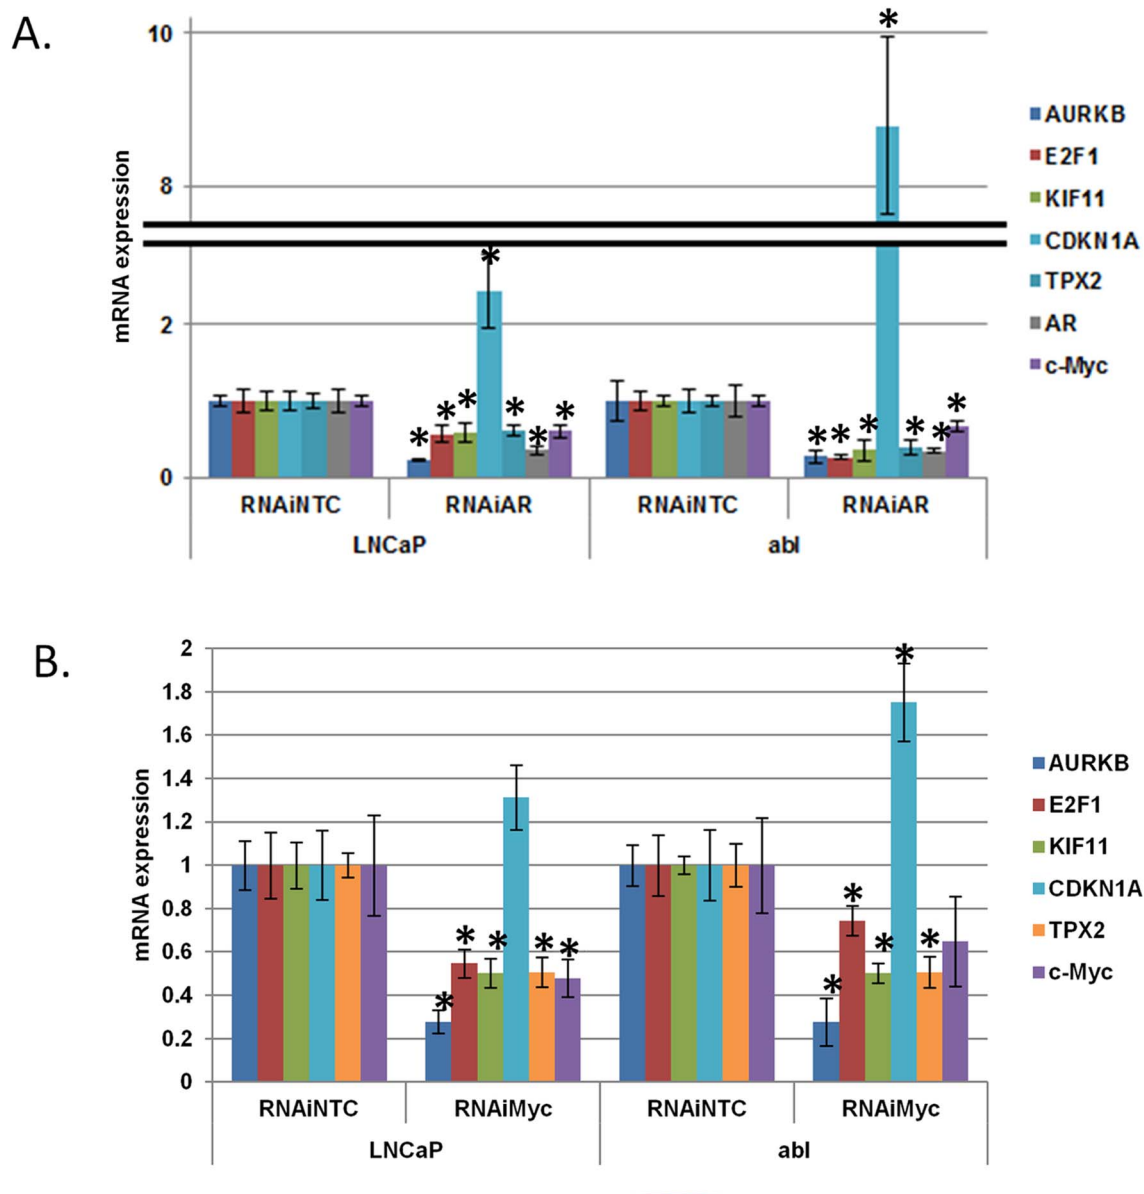 A.
mRNA expression
10
8
2
0
* * * * * * *
* * * * * * *
RNAiNTC RNAiAR RNAiNTC RNAiAR
LNCaP abl
AURKB
E2F1
KIF11
CDKN1A
TPX2
AR
c-Myc
B.
mRNA expression
2
1.8
1.6
1.4
1.2
1
0.8
0.6
0.4
0.2
0
* * * * *
* * * * *
RNAiNTC RNAiMyc RNAiNTC RNAiMyc
LNCaP abl
AURKB
E2F1
KIF11
CDKN1A
TPX2
c-Myc